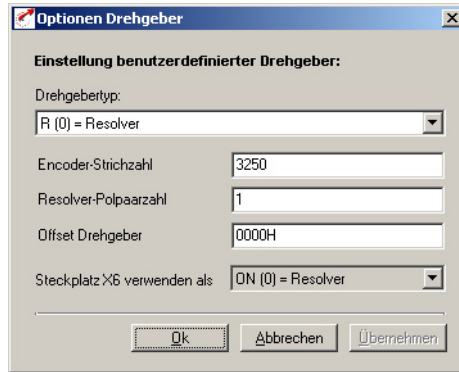 Optionen Drehgeber
Einstellung benutzerdefinierter Drehgeber:
Drehgebertyp:
R (0) = Resolver
Encoder-Strichzahl 3250
Resolver-Polpaarzahl 1
Offset Drehgeber 0000H
Steckplatz X6 verwenden als ON (0) = Resolver
Ok Abbrechen Übernehmen